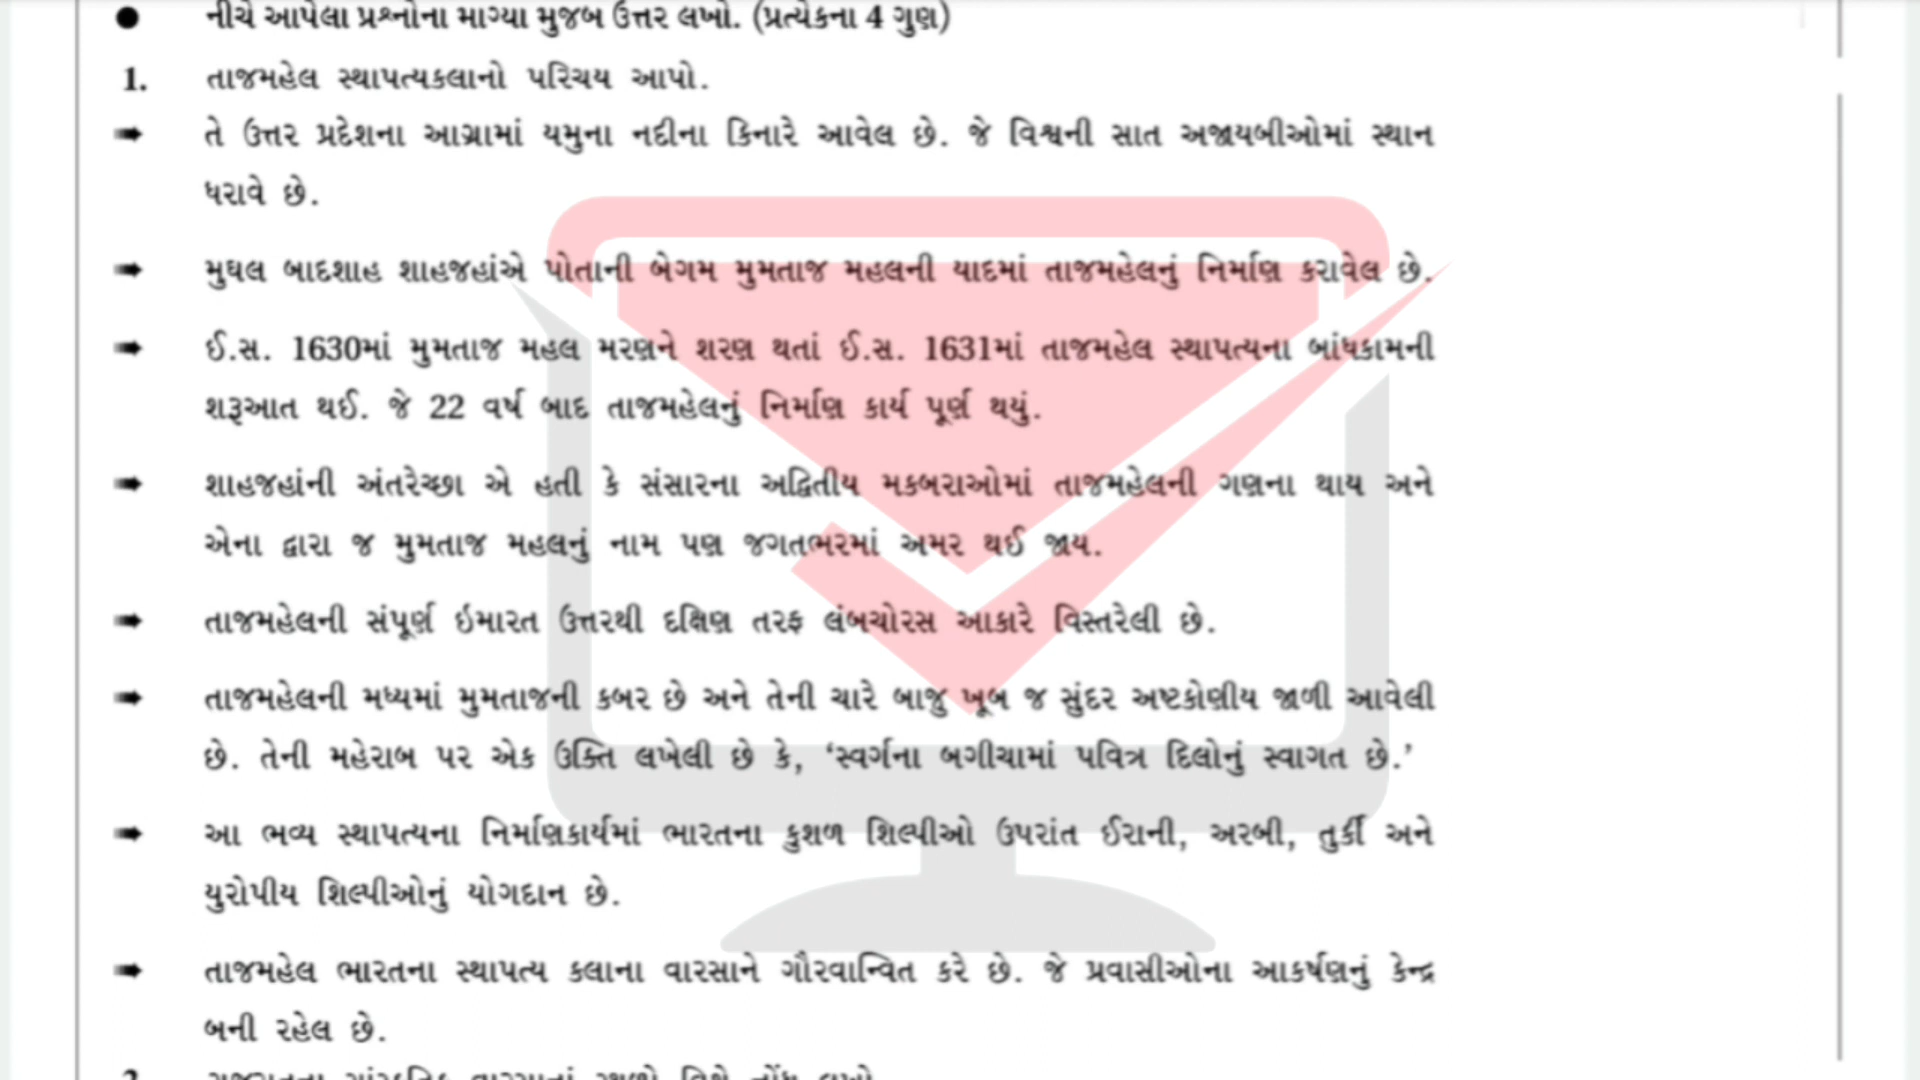 ● નીચે આપેલા પ્રશ્નોના માગ્યા મુજબ ઉત્તર લખો. (પ્રત્યેકના 4 ગુણ)
1. તાજમહેલ સ્થાપત્યકલાનો પરિચય આપો.
➡ તે ઉત્તર પ્રદેશના આગ્રામાં યમુના નદીના કિનારે આવેલ છે. જે વિશ્વની સાત અજાયબીઓમાં સ્થાન
ધરાવે છે.
➡ મુઘલ બાદશાહ શાહજહાંએ પોતાની બેગમ મુમતાજ મહલની યાદમાં તાજમહેલનું નિર્માણ કરાવેલ છે.
➡ ઈ.સ. 1630માં મુમતાજ મહલ મરણને શરણ થતાં ઈ.સ. 1631માં તાજમહેલ સ્થાપત્યના બાંધકામની
શરૂઆત થઈ. જે 22 વર્ષ બાદ તાજમહેલનું નિર્માણ કાર્ય પૂર્ણ થયું.
➡ શાહજહાંની અંતરેચ્છા એ હતી કે સંસારના અદ્વિતીય મકબરાઓમાં તાજમહેલની ગણના થાય અને
એના દ્વારા જ મુમતાજ મહલનું નામ પણ જગતભરમાં અમર થઈ જાય.
➡ તાજમહેલની સંપૂર્ણ ઇમારત ઉત્તરથી દક્ષિણ તરફ લંબચોરસ આકારે વિસ્તરેલી છે.
➡ તાજમહેલની મધ્યમાં મુમતાજની કબર છે અને તેની ચારે બાજુ ખૂબ જ સુંદર અષ્ટકોણીય જાળી આવેલી
છે. તેની મહેરાબ પર એક ઉક્તિ લખેલી છે કે, ‘સ્વર્ગના બગીચામાં પવિત્ર દિલોનું સ્વાગત છે.’
➡ આ ભવ્ય સ્થાપત્યના નિર્માણકાર્યમાં ભારતના કુશળ શિલ્પીઓ ઉપરાંત ઈરાની, અરબી, તુર્કી અને
યુરોપીય શિલ્પીઓનું યોગદાન છે.
➡ તાજમહેલ ભારતના સ્થાપત્ય કલાના વારસાને ગૌરવાન્વિત કરે છે. જે પ્રવાસીઓના આકર્ષણનું કેન્દ્ર
બની રહેલ છે.